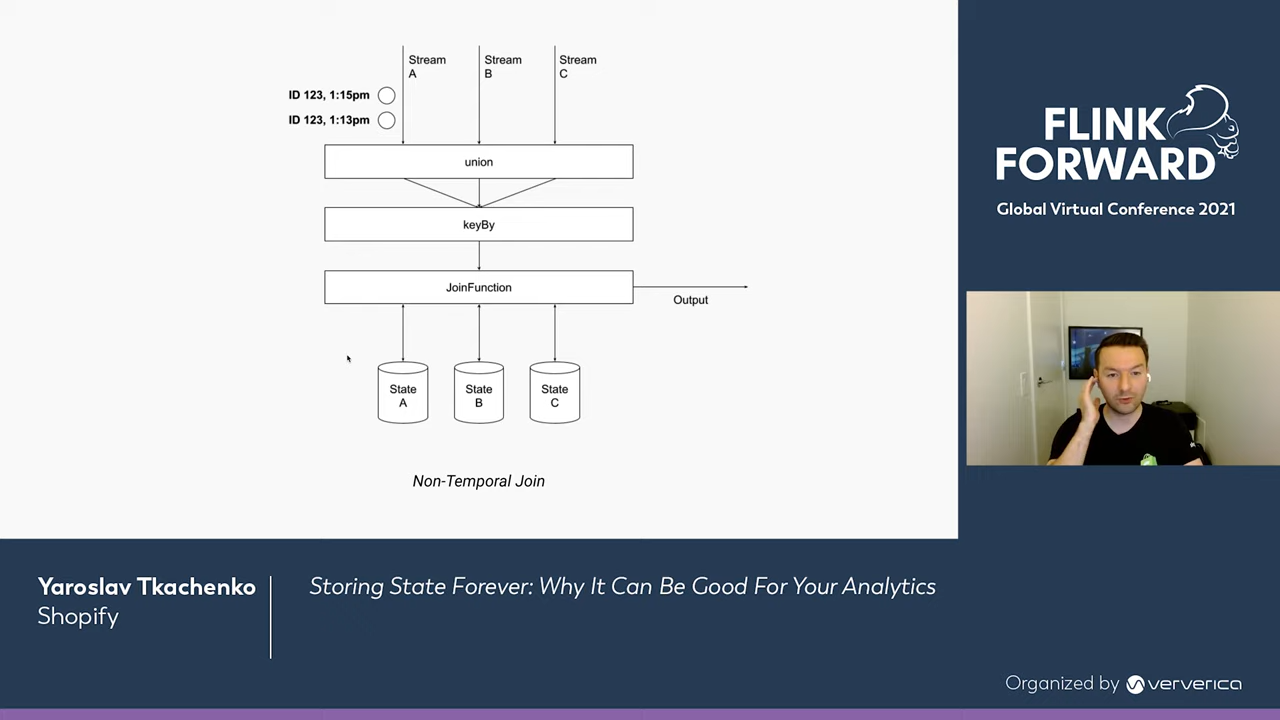 Stream
A
Stream
B
Stream
C
ID 123, 1:15pm
ID 123, 1:13pm
union
keyBy
JoinFunction
Output
State
A
State
B
State
C
Non-Temporal Join
FLINK
FORWARD
Global Virtual Conference 2021
Yaroslav Tkachenko
Shopify
Storing State Forever: Why It Can Be Good For Your Analytics
Organized by ververica